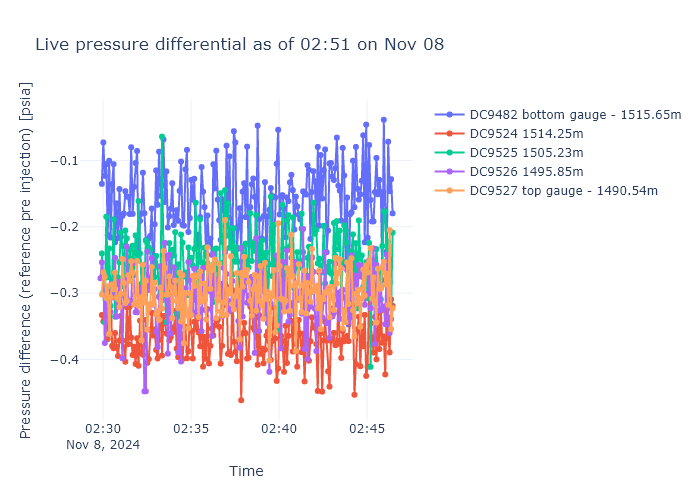 Live pressure differential as of 02:51 on Nov 08
Pressure difference (reference pre injection) [psia]
−0.1
−0.2
−0.3
−0.4
02:30
Nov 8, 2024
02:35
02:40
02:45
Time
DC9482 bottom gauge - 1515.65m
DC9524 1514.25m
DC9525 1505.23m
DC9526 1495.85m
DC9527 top gauge - 1490.54m